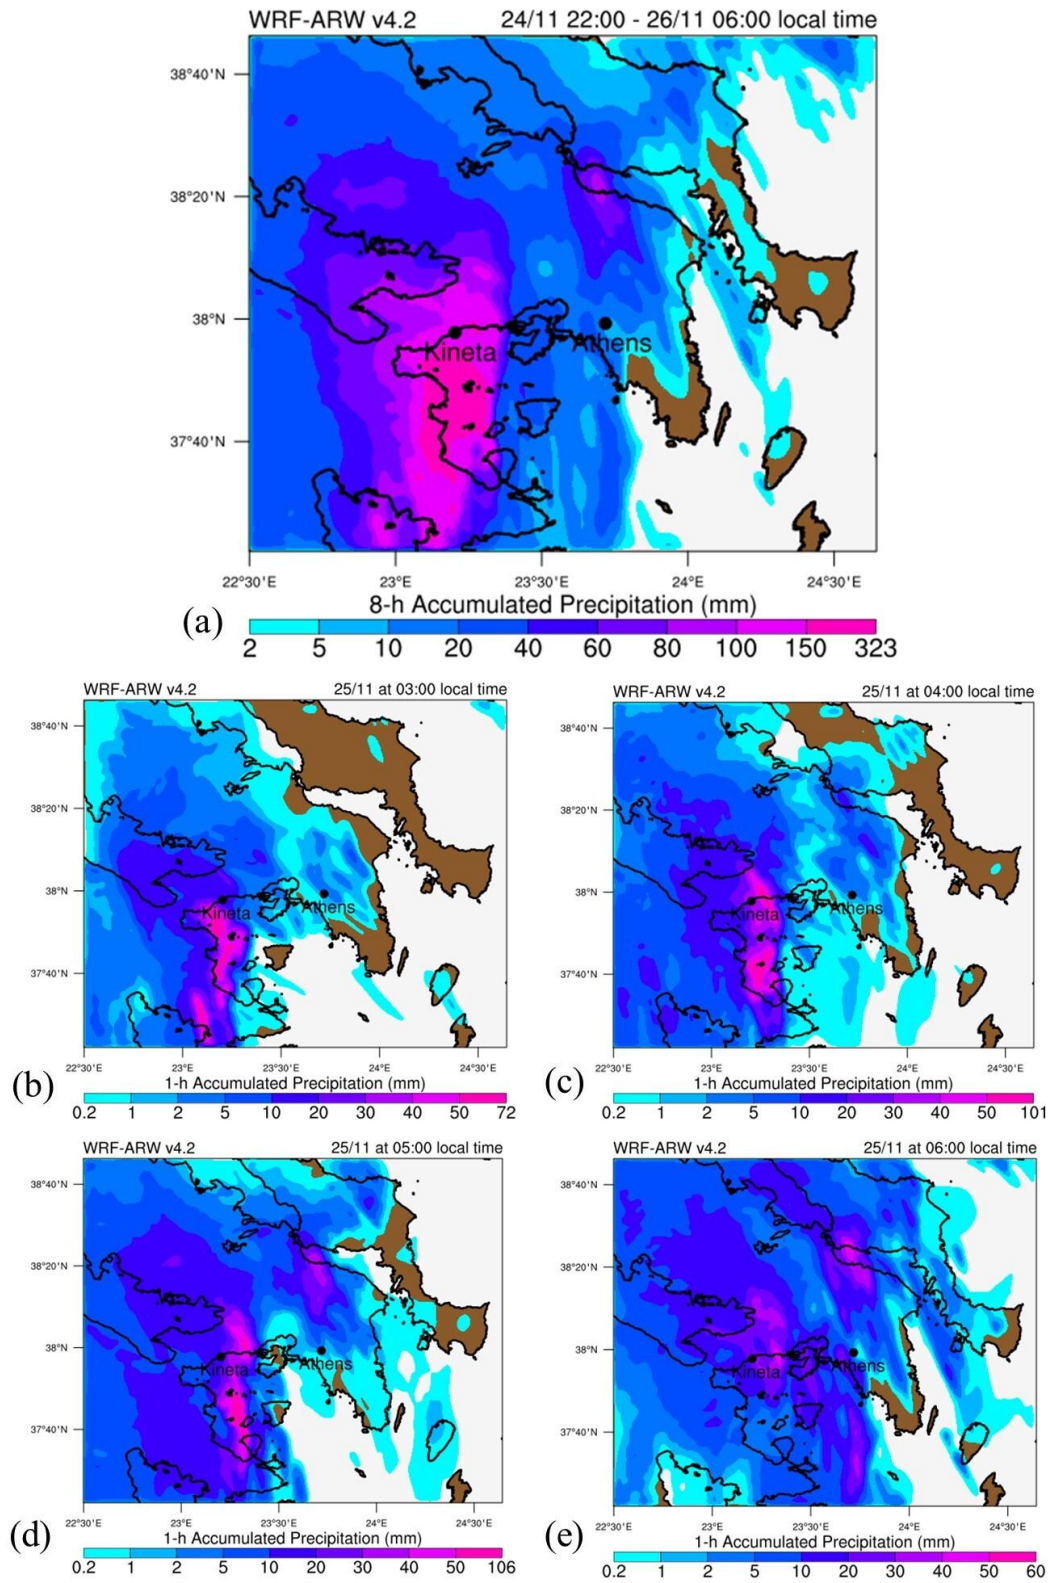 WRF-ARW v4.2 24/11 22:00 - 26/11 06:00 local time
38°40'N
38°20'N
38°N
37°40'N
Kineta Athens
22°30'E 23°E 23°30'E 24°E 24°30'E
8-h Accumulated Precipitation (mm)
(a)
2 5 10 20 40 60 80 100 150 323
WRF-ARW v4.2 25/11 at 03:00 local time
38°40'N
38°20'N
38°N
37°40'N
Kineta Athens
22°30'E 23°E 23°30'E 24°E 24°30'E
(b)
1-h Accumulated Precipitation (mm)
0.2 1 2 5 10 20 30 40 50 72
WRF-ARW v4.2 25/11 at 04:00 local time
38°40'N
38°20'N
38°N
37°40'N
Kineta Athens
22°30'E 23°E 23°30'E 24°E 24°30'E
(c)
1-h Accumulated Precipitation (mm)
0.2 1 2 5 10 20 30 40 50 101
WRF-ARW v4.2 25/11 at 05:00 local time
38°40'N
38°20'N
38°N
37°40'N
Kineta Athens
22°30'E 23°E 23°30'E 24°E 24°30'E
(d)
1-h Accumulated Precipitation (mm)
0.2 1 2 5 10 20 30 40 50 106
WRF-ARW v4.2 25/11 at 06:00 local time
38°40'N
38°20'N
38°N
37°40'N
Kineta Athens
22°30'E 23°E 23°30'E 24°E 24°30'E
(e)
1-h Accumulated Precipitation (mm)
0.2 1 2 5 10 20 30 40 50 60